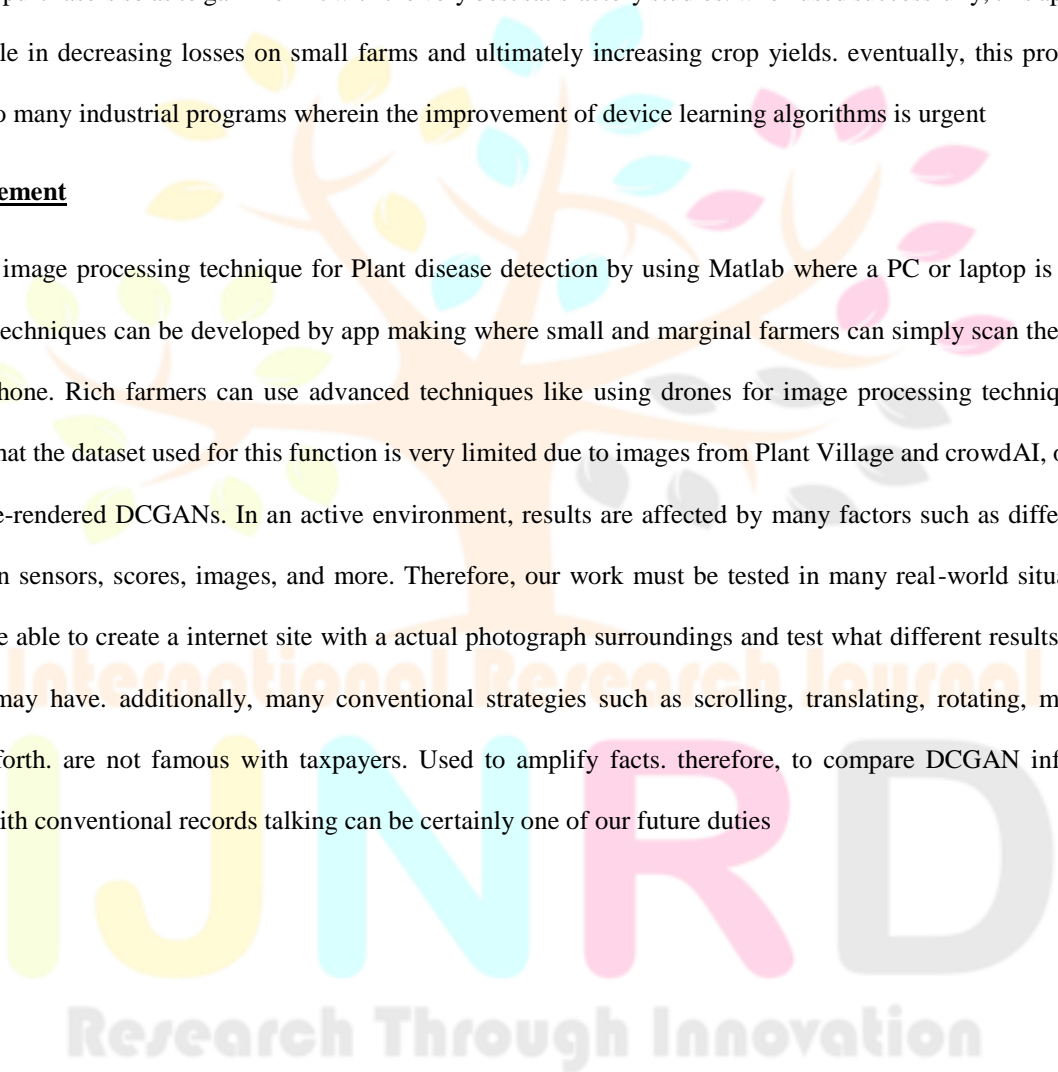 in decreasing losses on small farms and ultimately increasing crop yields. eventually, this
many industrial programs wherein the improvement of device learning algorithms is urgent
ement
image processing technique for Plant disease detection by using Matlab where a PC or laptop is
echniques can be developed by app making where small and marginal farmers can simply scan the
hone. Rich farmers can use advanced techniques like using drones for image processing techniq
hat the dataset used for this function is very limited due to images from Plant Village and crowdAI, o
e-rendered DCGANs. In an active environment, results are affected by many factors such as diffe
n sensors, scores, images, and more. Therefore, our work must be tested in many real-world situa
e able to create a internet site with a actual photograph surroundings and test what different results
may have. additionally, many conventional strategies such as scrolling, translating, rotating, m
forth. are not famous with taxpayers. Used to amplify facts. therefore, to compare DCGAN inf
ith conventional records talking can be certainly one of our future duties
International Research Journal
IJNRD
Research Through Innovation